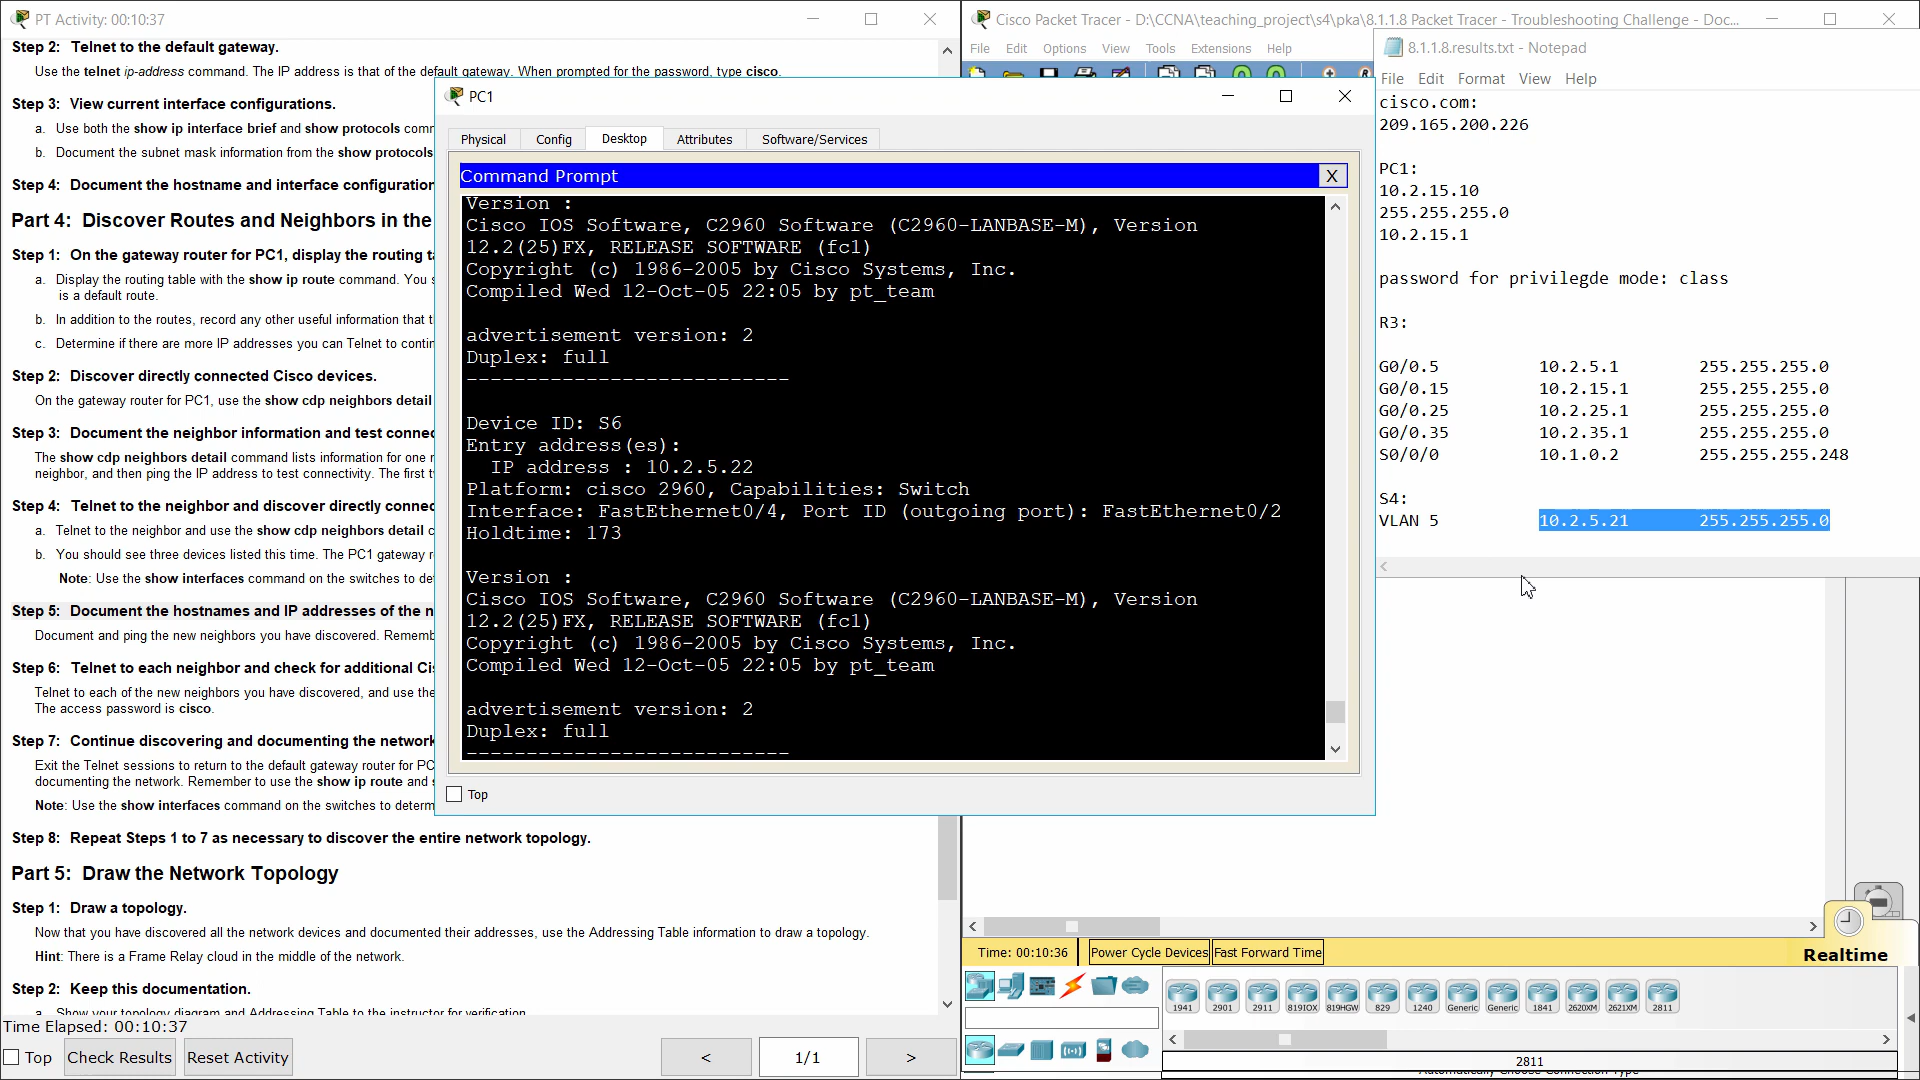 PT Activity: 00:10:37
Step 2: Telnet to the default gateway.
Use the telnet ip-address command. The IP address is that of the default gateway. When prompted for the password, type cisco.
Step 3: View current interface configurations.
a. Use both the show ip interface brief and show protocols
b. Document the subnet mask information from the show protocols
Step 4: Document the hostname and interface
Part 4: Discover Routes and Neighbors in the
Step 1: On the gateway router for PC1, display the routing
a. Display the routing table with the show ip route command. You
is a default route.
b. In addition to the routes, record any other useful information that
c. Determine if there are more IP addresses you can Telnet to
Step 2: Discover directly connected Cisco devices.
On the gateway router for PC1, use the show cdp neighbors detail
Step 3: Document the neighbor information and test
The show cdp neighbors detail command lists information for one
neighbor, and then ping the IP address to test connectivity. The first
Step 4: Telnet to the neighbor and discover directly
a. Telnet to the neighbor and use the show cdp neighbors detail
b. You should see three devices listed this time. The PC1 gateway
Note: Use the show interfaces command on the switches to
Step 5: Document the hostnames and IP addresses of the
Document and ping the new neighbors you have discovered.
Step 6: Telnet to each neighbor and check for additional
Telnet to each of the new neighbors you have discovered, and use the
The access password is cisco.
Step 7: Continue discovering and documenting the network
Exit the Telnet sessions to return to the default gateway router for
documenting the network. Remember to use the show ip route and
Note: Use the show interfaces command on the switches to
Step 8: Repeat Steps 1 to 7 as necessary to discover the entire network topology.
Part 5: Draw the Network Topology
Step 1: Draw a topology.
Now that you have discovered all the network devices and documented their addresses, use the Addressing Table information to draw a topology.
Hint: There is a Frame Relay cloud in the middle of the network.
Step 2: Keep this documentation.
a. Show your topology diagram and Addressing Table to the instructor for verification.
Time Elapsed: 00:10:37
Top
Check Results
Reset Activity
<
1/1
>
PC1
Physical
Config
Desktop
Attributes
Software/Services
Command Prompt
X
Version :
Cisco IOS Software, C2960 Software (C2960-LANBASE-M), Version
12.2(25)FX, RELEASE SOFTWARE (fc1)
Copyright (c) 1986-2005 by Cisco Systems, Inc.
Compiled Wed 12-Oct-05 22:05 by pt_team
advertisement version: 2
Duplex: full
---------------------------
Device ID: S6
Entry address(es):
IP address : 10.2.5.22
Platform: cisco 2960, Capabilities: Switch
Interface: FastEthernet0/4, Port ID (outgoing port): FastEthernet0/2
Holdtime: 173
Version :
Cisco IOS Software, C2960 Software (C2960-LANBASE-M), Version
12.2(25)FX, RELEASE SOFTWARE (fc1)
Copyright (c) 1986-2005 by Cisco Systems, Inc.
Compiled Wed 12-Oct-05 22:05 by pt_team
advertisement version: 2
Duplex: full
---------------------------
Top
Cisco Packet Tracer - D:\CCNA\teaching_project\s4\pka\8.1.1.8 Packet Tracer - Troubleshooting Challenge - Doc...
File Edit Options View Tools Extensions Help
8.1.1.8.results.txt - Notepad
File Edit Format View Help
cisco.com:
209.165.200.226
PC1:
10.2.15.10
255.255.255.0
10.2.15.1
password for privilegde mode: class
R3:
G0/0.5 10.2.5.1 255.255.255.0
G0/0.15 10.2.15.1 255.255.255.0
G0/0.25 10.2.25.1 255.255.255.0
G0/0.35 10.2.35.1 255.255.255.0
S0/0/0 10.1.0.2 255.255.255.248
S4:
VLAN 5 10.2.5.21 255.255.255.0
Time: 00:10:36
Power Cycle Devices
Fast Forward Time
Realtime
1941 2901 2911 819IOX 819HGW 829 1240 Generic Generic 1841 2620XM 2621XM 2811
2811
Automatically Choose Connection Type